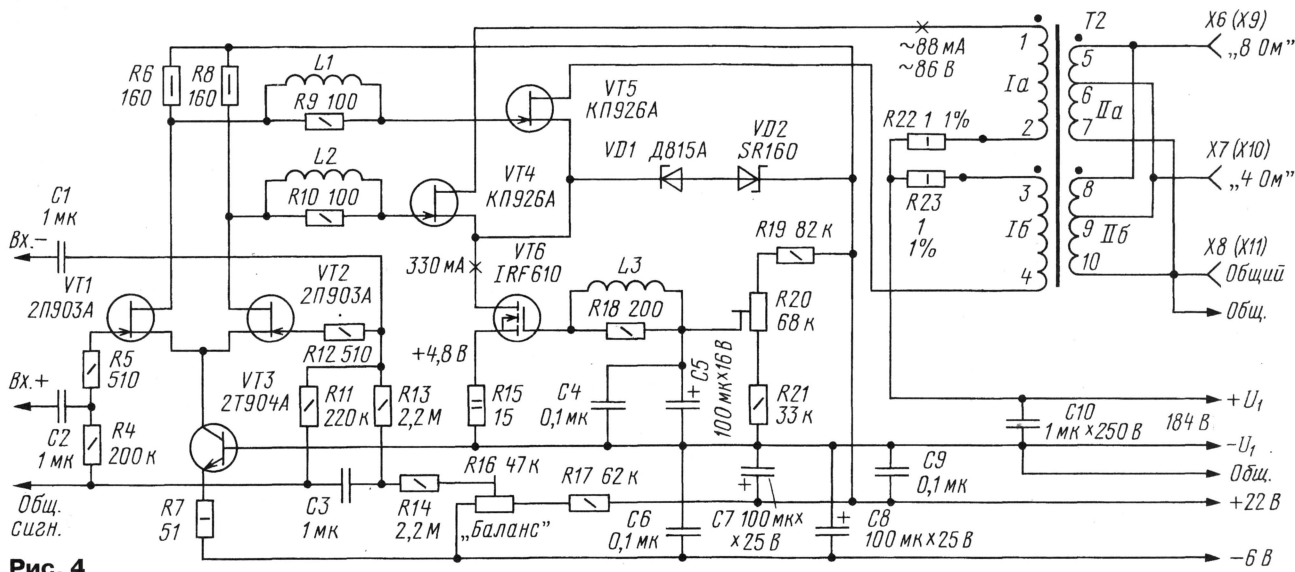 R6
160
R8
160
L1
R9 100
VT5
КП926А
~88 мА
~86 В
1
Iа
2
T2
5
6
IIа
7
X6 (X9)
„8 Ом”
R22 1 1%
VD1
Д815А
VD2
SR160
L2
R10 100
VT4
КП926А
R23
1
1%
3
Iб
4
8
9
IIб
10
X7 (X10)
„4 Ом”
X8 (X11)
Общий
Общ.
C1
1 мк
Вх.-
VT1
2П903А
VT2
2П903А
330 мА
VT6
IRF610
L3
R18 200
R19 82 к
R20
68 к
R5
510
R12 510
+4,8 В
Вх.+
C2
1 мк
R4
200 к
VT3
2Т904А
R11
220 к
R13
2,2 М
R15
15
C4
0,1 мк
+
C5
100 мк×16 В
R21
33 к
+U1
C10
1 мк×250 В
184 В
-U1
Общ.
Общ.
сигн.
R7
51
C3
1 мк
R14
2,2 М
R16 47 к
„Баланс”
R17 62 к
C6
0,1 мк
+
C7 100 мк×
×25 В
+
C8
100 мк×25 В
C9
0,1 мк
+22 В
-6 В
Рис. 4